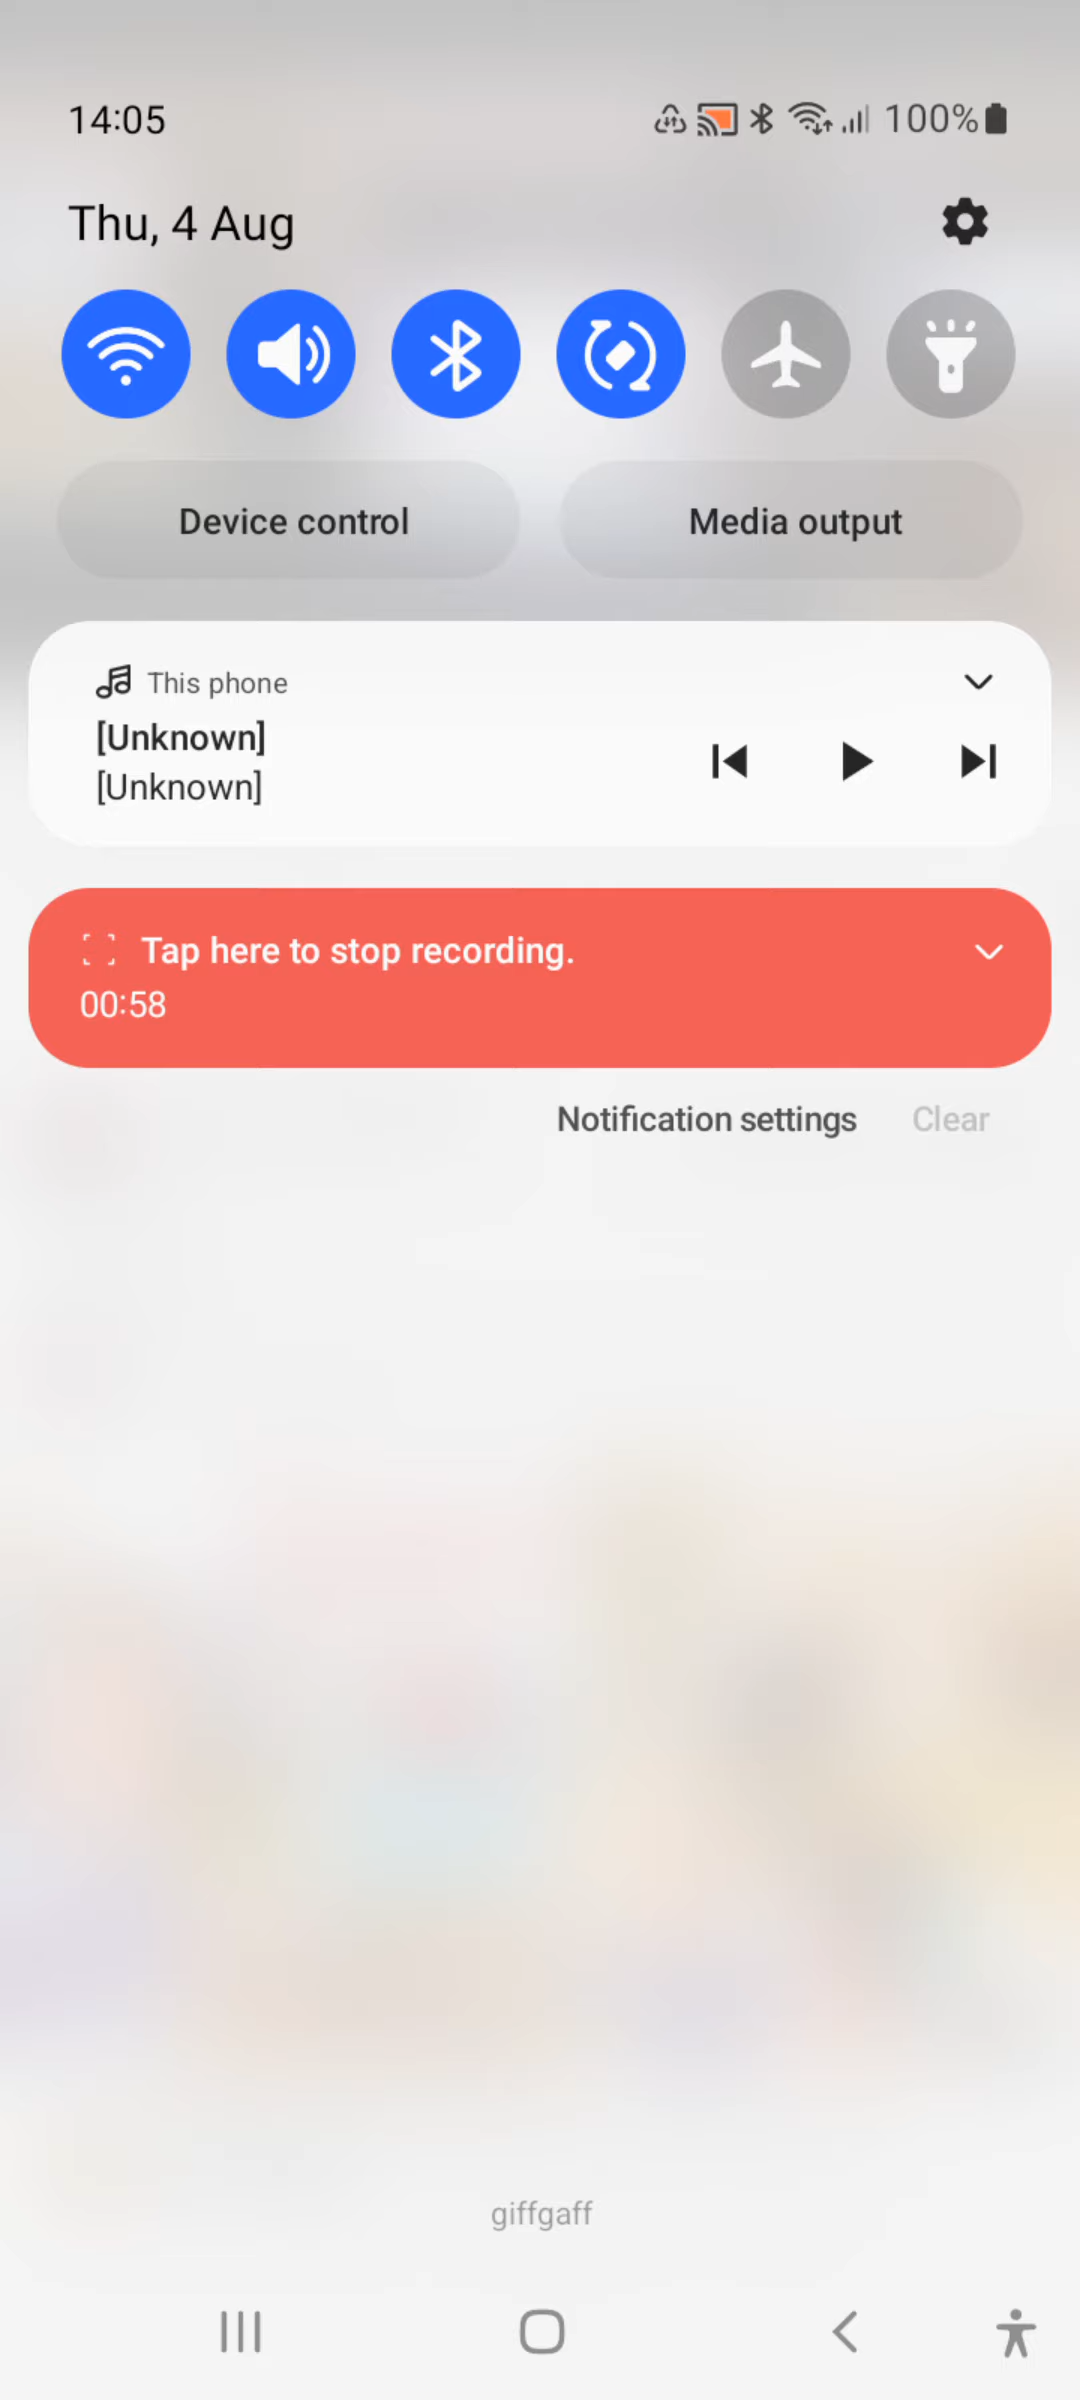 14:05
100%
Thu, 4 Aug
Device control
Media output
This phone
[Unknown]
[Unknown]
Tap here to stop recording.
00:58
Notification settings
Clear
giffgaff